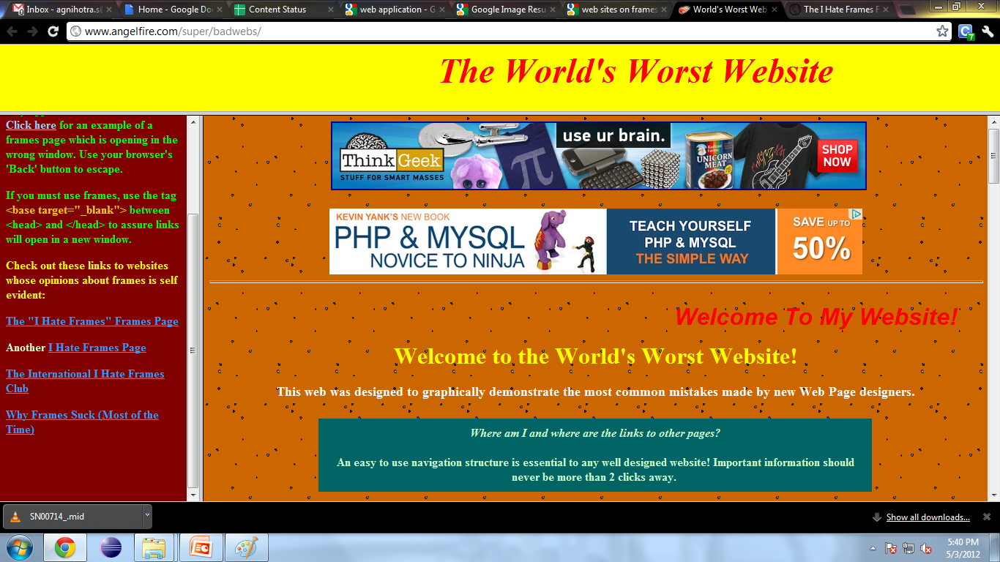 Inbox - agnihotra.s(
Home - Google Do
Content Status
web application - G
Google Image Resu
web sites on frames
World's Worst Web
The I Hate Frames F
www.angelfire.com/super/badwebs/
7
The World's Worst Website
Click here for an example of a
frames page which is opening in the
wrong window. Use your browser's
'Back' button to escape.
If you must use frames, use the tag
<base target="_blank"> between
<head> and </head> to assure links
will open in a new window.
Check out these links to websites
whose opinions about frames is self
evident:
The "I Hate Frames" Frames Page
Another I Hate Frames Page
The International I Hate Frames
Club
Why Frames Suck (Most of the
Time)
ThinkGeek
STUFF FOR SMART MASSES
use ur brain.
Radiant Farms
UNICORN
MEAT
SHOP
NOW
KEVIN YANK'S NEW BOOK
PHP & MYSQL
NOVICE TO NINJA
TEACH YOURSELF
PHP & MYSQL
THE SIMPLE WAY
SAVE UP TO
50%
Welcome To My Website!
Welcome to the World's Worst Website!
This web was designed to graphically demonstrate the most common mistakes made by new Web Page designers.
Where am I and where are the links to other pages?
An easy to use navigation structure is essential to any well designed website! Important information should
never be more than 2 clicks away.
SN00714_.mid
Show all downloads...
5:40 PM
5/3/2012